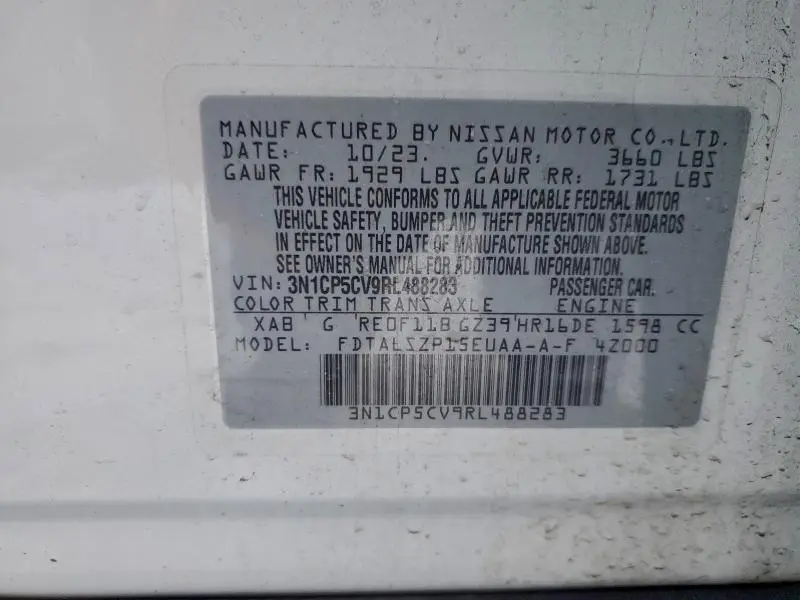 MANUFACTURED BY NISSAN MOTOR CO., LTD.
DATE: 10/23. GVWR: 3660 LBS
GAWR FR: 1929 LBS GAWR RR: 1731 LBS
THIS VEHICLE CONFORMS TO ALL APPLICABLE FEDERAL MOTOR
VEHICLE SAFETY, BUMPER AND THEFT PREVENTION STANDARDS
IN EFFECT ON THE DATE OF MANUFACTURE SHOWN ABOVE.
SEE OWNER'S MANUAL FOR ADDITIONAL INFORMATION.
VIN: 3N1CP5CV9RL488283 PASSENGER CAR.
COLOR TRIM TRANS AXLE ENGINE
XAB G RE0F11B GZ39 HR16DE 1598 CC
MODEL: FDTALSZP15EUAA-A-F 4Z000
3N1CP5CV9RL488283